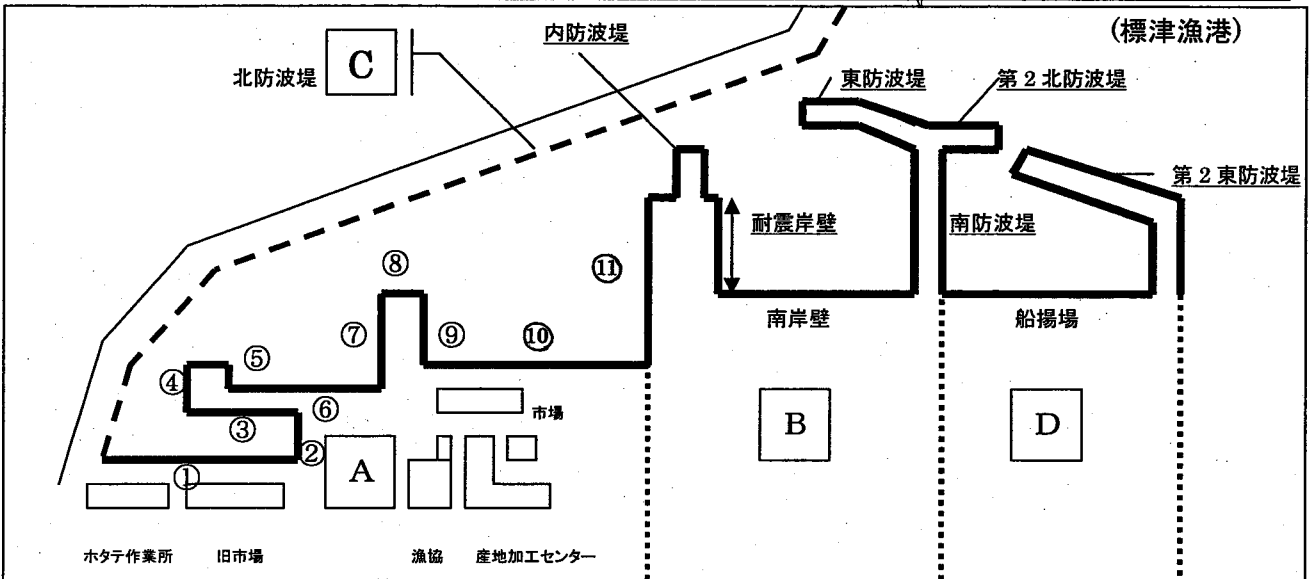 (標津漁港)
内防波堤
北防波堤
C
東防波堤
第2北防波堤
第2東防波堤
耐震岸壁
南防波堤
⑧
⑪
南岸壁
船揚場
⑦
⑨
⑩
⑤
④
⑥
市場
③
B
D
②
A
①
ホタテ作業所
旧市場
漁協
産地加工センター